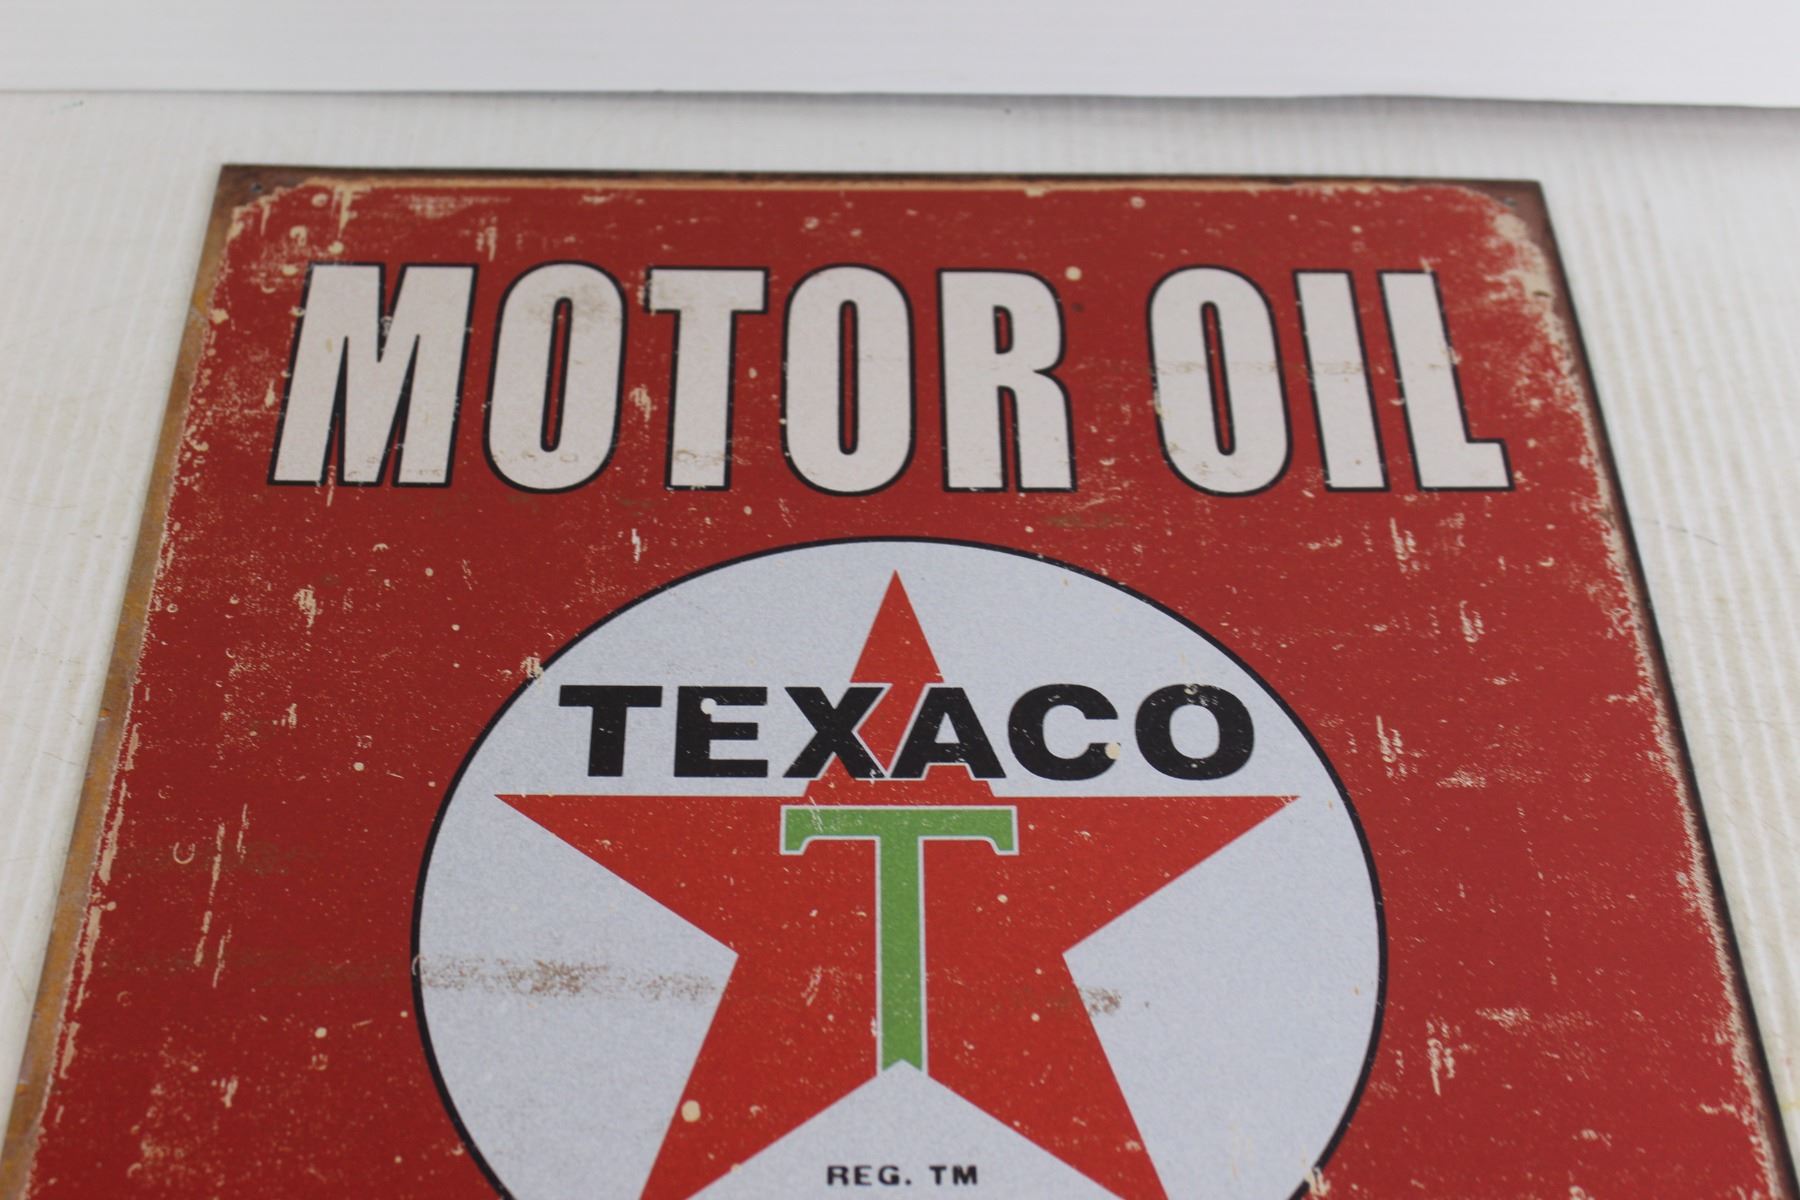 MOTOR OIL
TEXACO
T
REG. TM